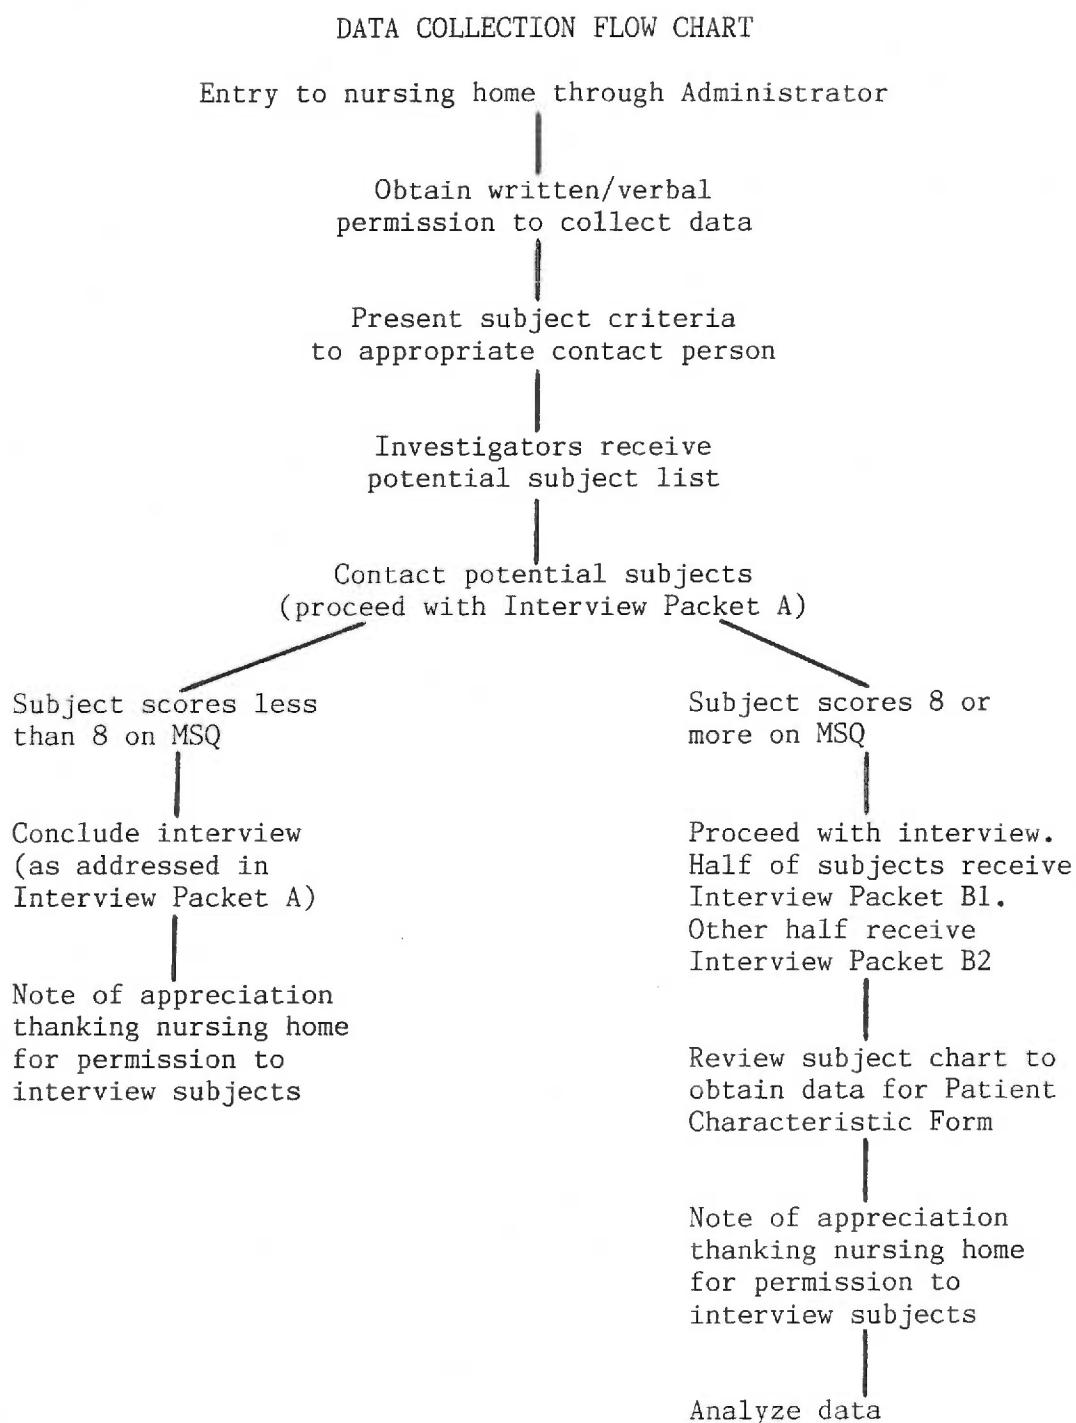 DATA COLLECTION FLOW CHART
Entry to nursing home through Administrator
Obtain written/verbal
permission to collect data
Present subject criteria
to appropriate contact person
Investigators receive
potential subject list
Contact potential subjects
(proceed with Interview Packet A)
Subject scores less
than 8 on MSQ
Conclude interview
(as addressed in
Interview Packet A)
Note of appreciation
thanking nursing home
for permission to
interview subjects
Subject scores 8 or
more on MSQ
Proceed with interview.
Half of subjects receive
Interview Packet B1.
Other half receive
Interview Packet B2
Review subject chart to
obtain data for Patient
Characteristic Form
Note of appreciation
thanking nursing home
for permission to
interview subjects
Analyze data